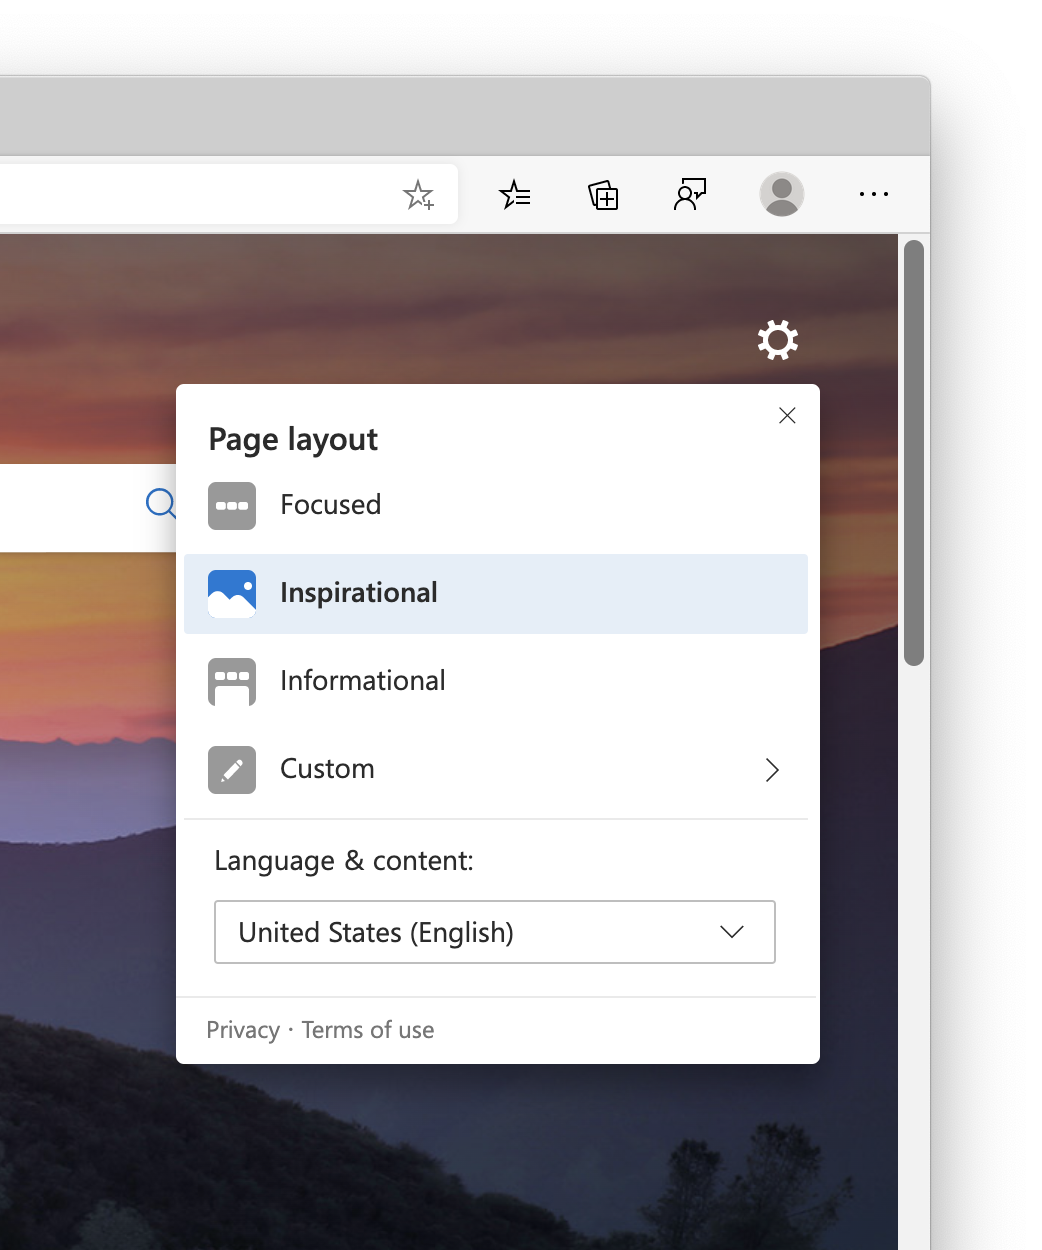 Page layout
Focused
Inspirational
Informational
Custom
Language & content:
United States (English)
Privacy · Terms of use